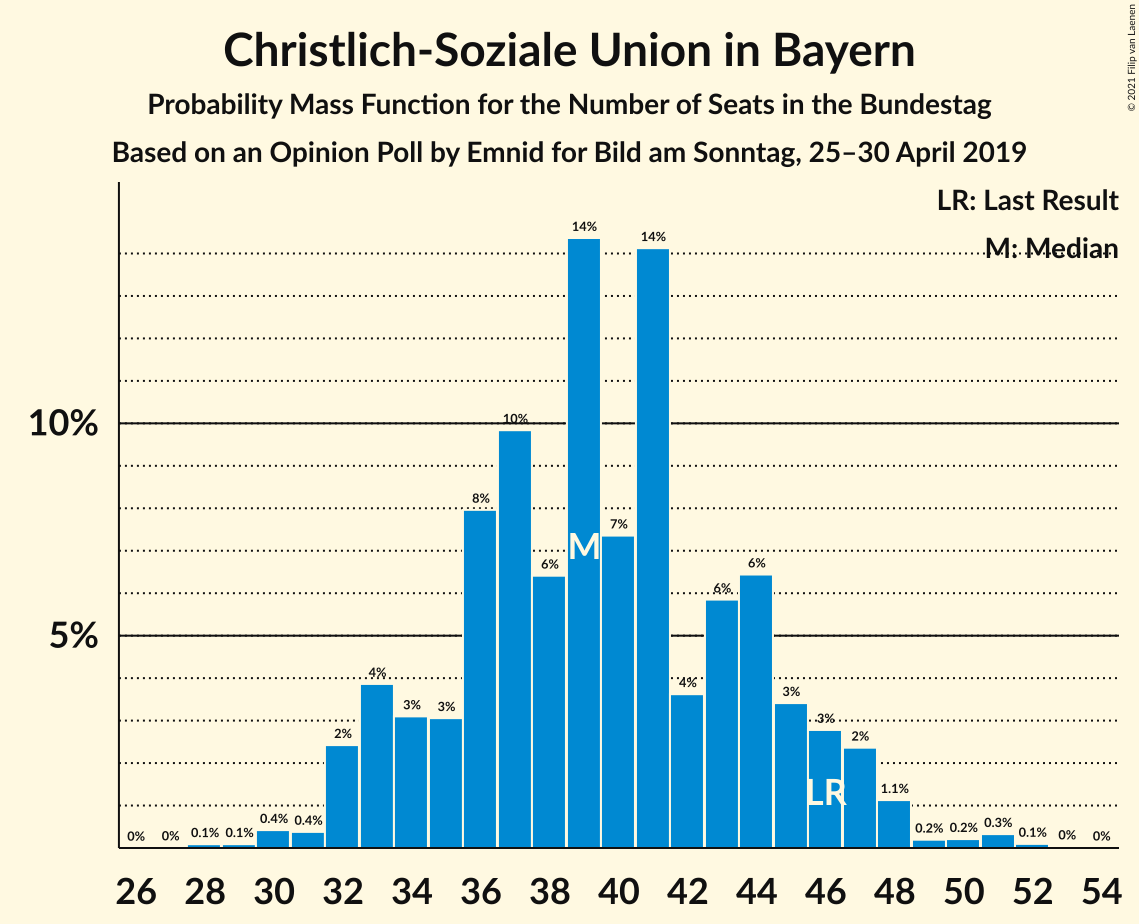 Christlich-Soziale Union in Bayern
Probability Mass Function for the Number of Seats in the Bundestag
Based on an Opinion Poll by Emnid for Bild am Sonntag, 25–30 April 2019
© 2021 Filip van Laenen
LR: Last Result
M: Median
10%
5%
0% 0% 0.1% 0.1% 0.4% 0.4% 2% 4% 3% 3% 8% 10% 6% 14% 7% 14% 4% 6% 6% 3% 3% 2% 1.1% 0.2% 0.2% 0.3% 0.1% 0% 0%
M
LR
26 28 30 32 34 36 38 40 42 44 46 48 50 52 54